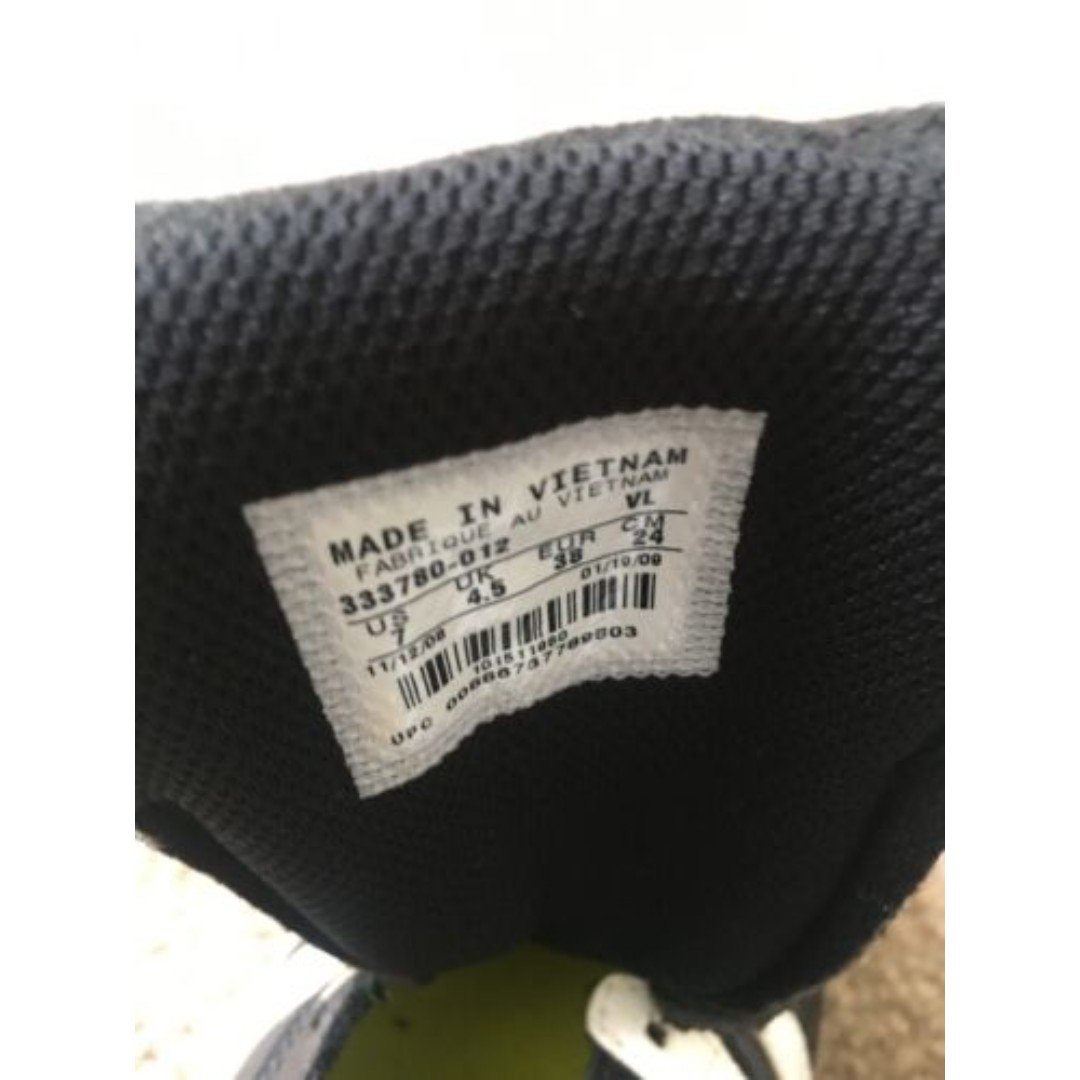 MADE IN VIETNAM
FABRIQUE AU VIETNAM
333780-012 VL
US UK EUR CM
7 4.5 38 24
11/12/08 01/19/09
UPC